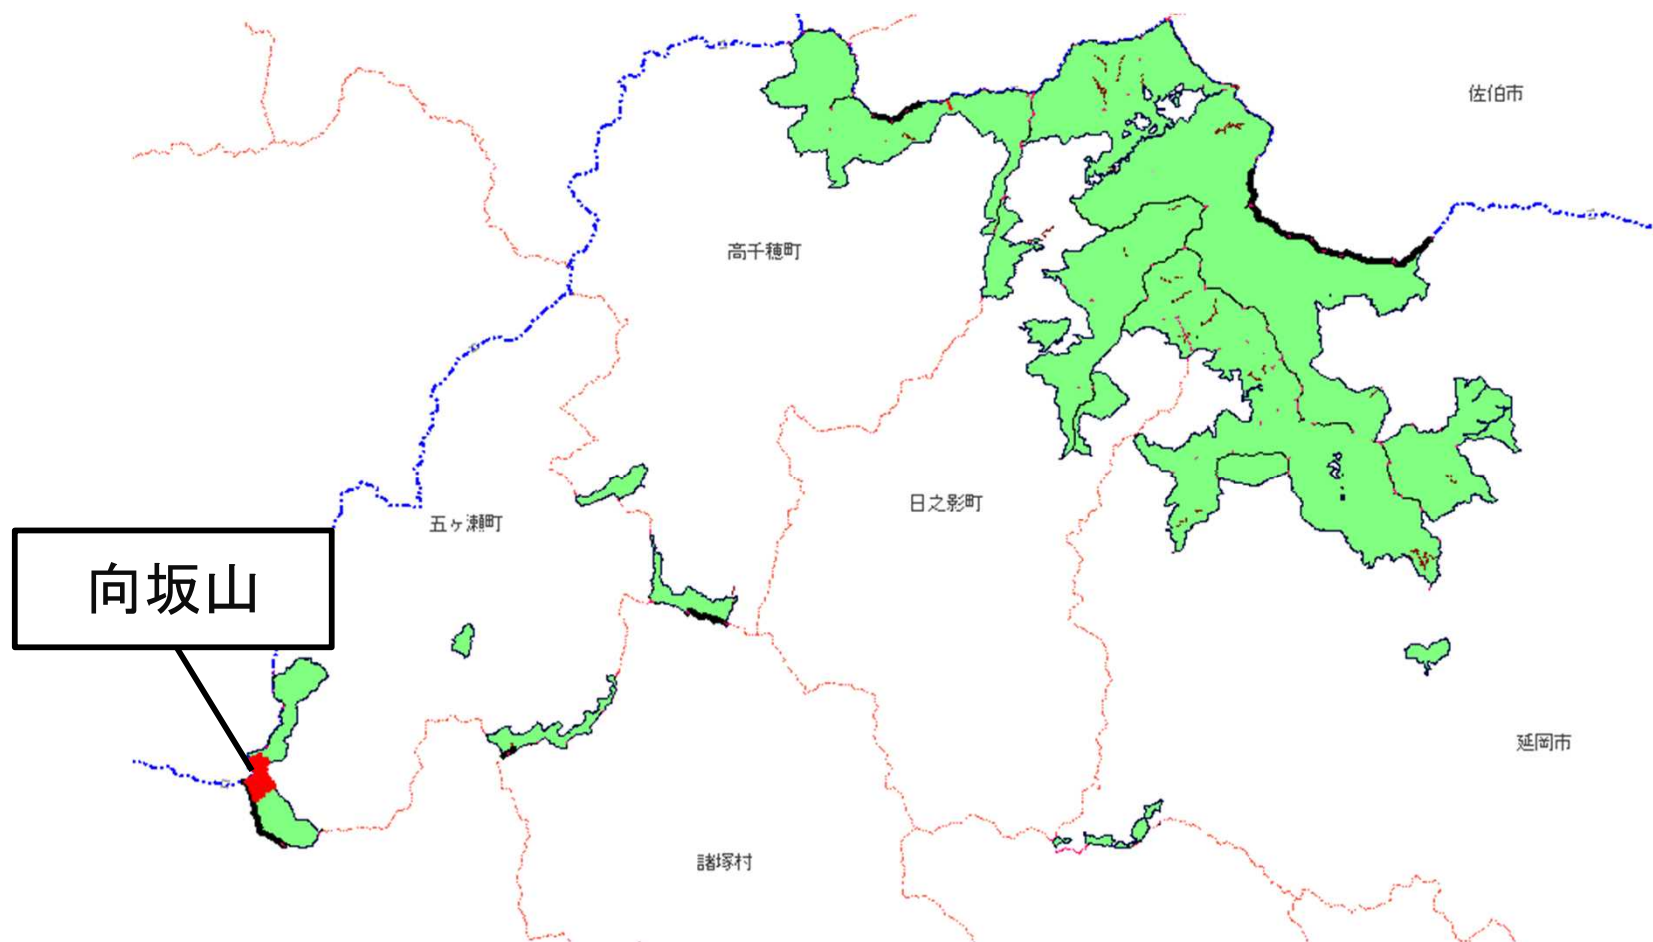 佐伯市
高千穂町
日之影町
五ヶ瀬町
向坂山
延岡市
諸塚村